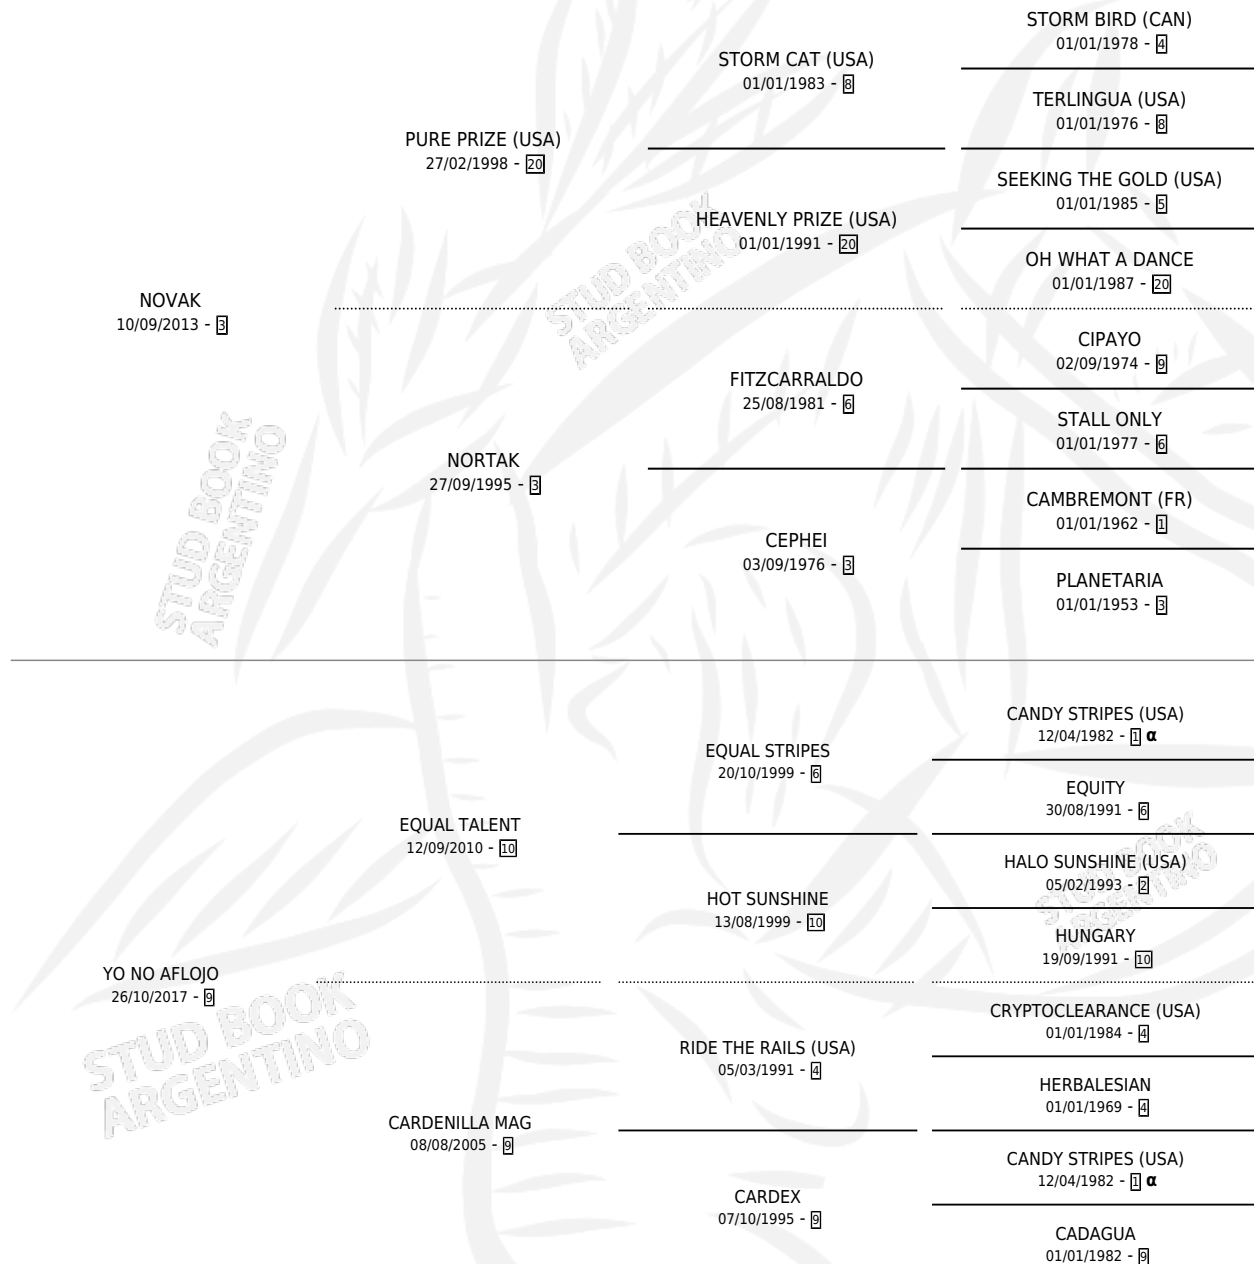 STORM BIRD (CAN)
01/01/1978 - 4
STORM CAT (USA)
01/01/1983 - 8
TERLINGUA (USA)
01/01/1976 - 8
PURE PRIZE (USA)
27/02/1998 - 20
SEEKING THE GOLD (USA)
01/01/1985 - 5
HEAVENLY PRIZE (USA)
01/01/1991 - 20
OH WHAT A DANCE
01/01/1987 - 20
NOVAK
10/09/2013 - 3
CIPAYO
02/09/1974 - 9
FITZCARRALDO
25/08/1981 - 6
STALL ONLY
01/01/1977 - 6
NORTAK
27/09/1995 - 3
CAMBREMONT (FR)
01/01/1962 - 1
CEPHEI
03/09/1976 - 3
PLANETARIA
01/01/1953 - 3
CANDY STRIPES (USA)
12/04/1982 - 1 α
EQUAL STRIPES
20/10/1999 - 6
EQUITY
30/08/1991 - 6
EQUAL TALENT
12/09/2010 - 10
HALO SUNSHINE (USA)
05/02/1993 - 2
HOT SUNSHINE
13/08/1999 - 10
HUNGARY
19/09/1991 - 10
YO NO AFLOJO
26/10/2017 - 9
CRYPTOCLEARANCE (USA)
01/01/1984 - 4
RIDE THE RAILS (USA)
05/03/1991 - 4
HERBALESIAN
01/01/1969 - 4
CARDENILLA MAG
08/08/2005 - 9
CANDY STRIPES (USA)
12/04/1982 - 1 α
CARDEX
07/10/1995 - 9
CADAGUA
01/01/1982 - 9
STUD BOOK
ARGENTINO
STUD BOOK
ARGENTINO
STUD BOOK
ARGENTINO
STUD BOOK
ARGENTINO